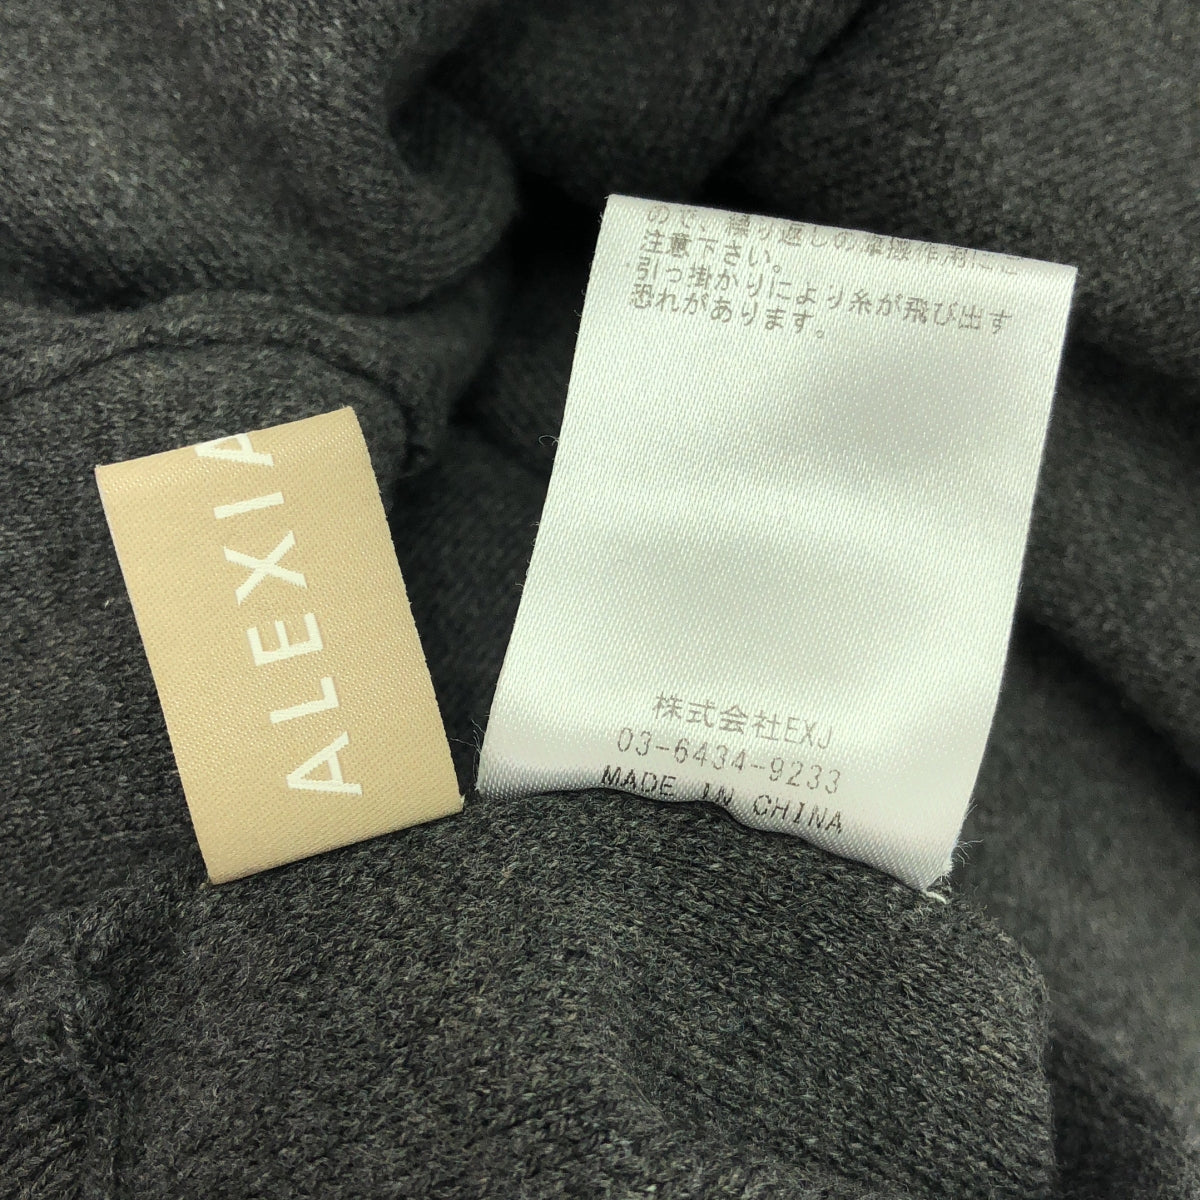 ALEXIA
ので、繰り返しの摩擦作用にご
注意下さい。
引っ掛かりにより糸が飛び出す
恐れがあります。
株式会社EXJ
03-6434-9233
MADE IN CHINA